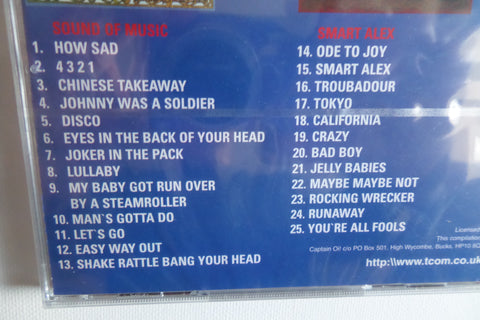 SOUND OF MUSIC
1. HOW SAD
2. 4 3 2 1
3. CHINESE TAKEAWAY
4. JOHNNY WAS A SOLDIER
5. DISCO
6. EYES IN THE BACK OF YOUR HEAD
7. JOKER IN THE PACK
8. LULLABY
9. MY BABY GOT RUN OVER
BY A STEAMROLLER
10. MAN`S GOTTA DO
11. LET`S GO
12. EASY WAY OUT
13. SHAKE RATTLE BANG YOUR HEAD
SMART ALEX
14. ODE TO JOY
15. SMART ALEX
16. TROUBADOUR
17. TOKYO
18. CALIFORNIA
19. CRAZY
20. BAD BOY
21. JELLY BABIES
22. MAYBE MAYBE NOT
23. ROCKING WRECKER
24. RUNAWAY
25. YOU`RE ALL FOOLS
Licensed
This compilation
Captain Oi! c/o PO Box 501, High Wycombe, Bucks, HP10 8Q
http:\\www.tcom.co.uk